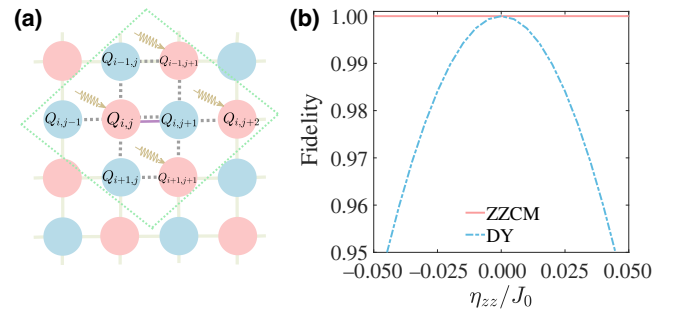 (a)
Q_{i-1,j} Q_{i-1,j+1}
Q_{i,j-1} Q_{i,j} Q_{i,j+1} Q_{i,j+2}
Q_{i+1,j} Q_{i+1,j+1}
(b)
Fidelity
1.00
0.99
0.98
0.97
0.96
0.95
ZZCM
DY
−0.050 −0.025 0.000 0.025 0.050
η_{zz}/J_0